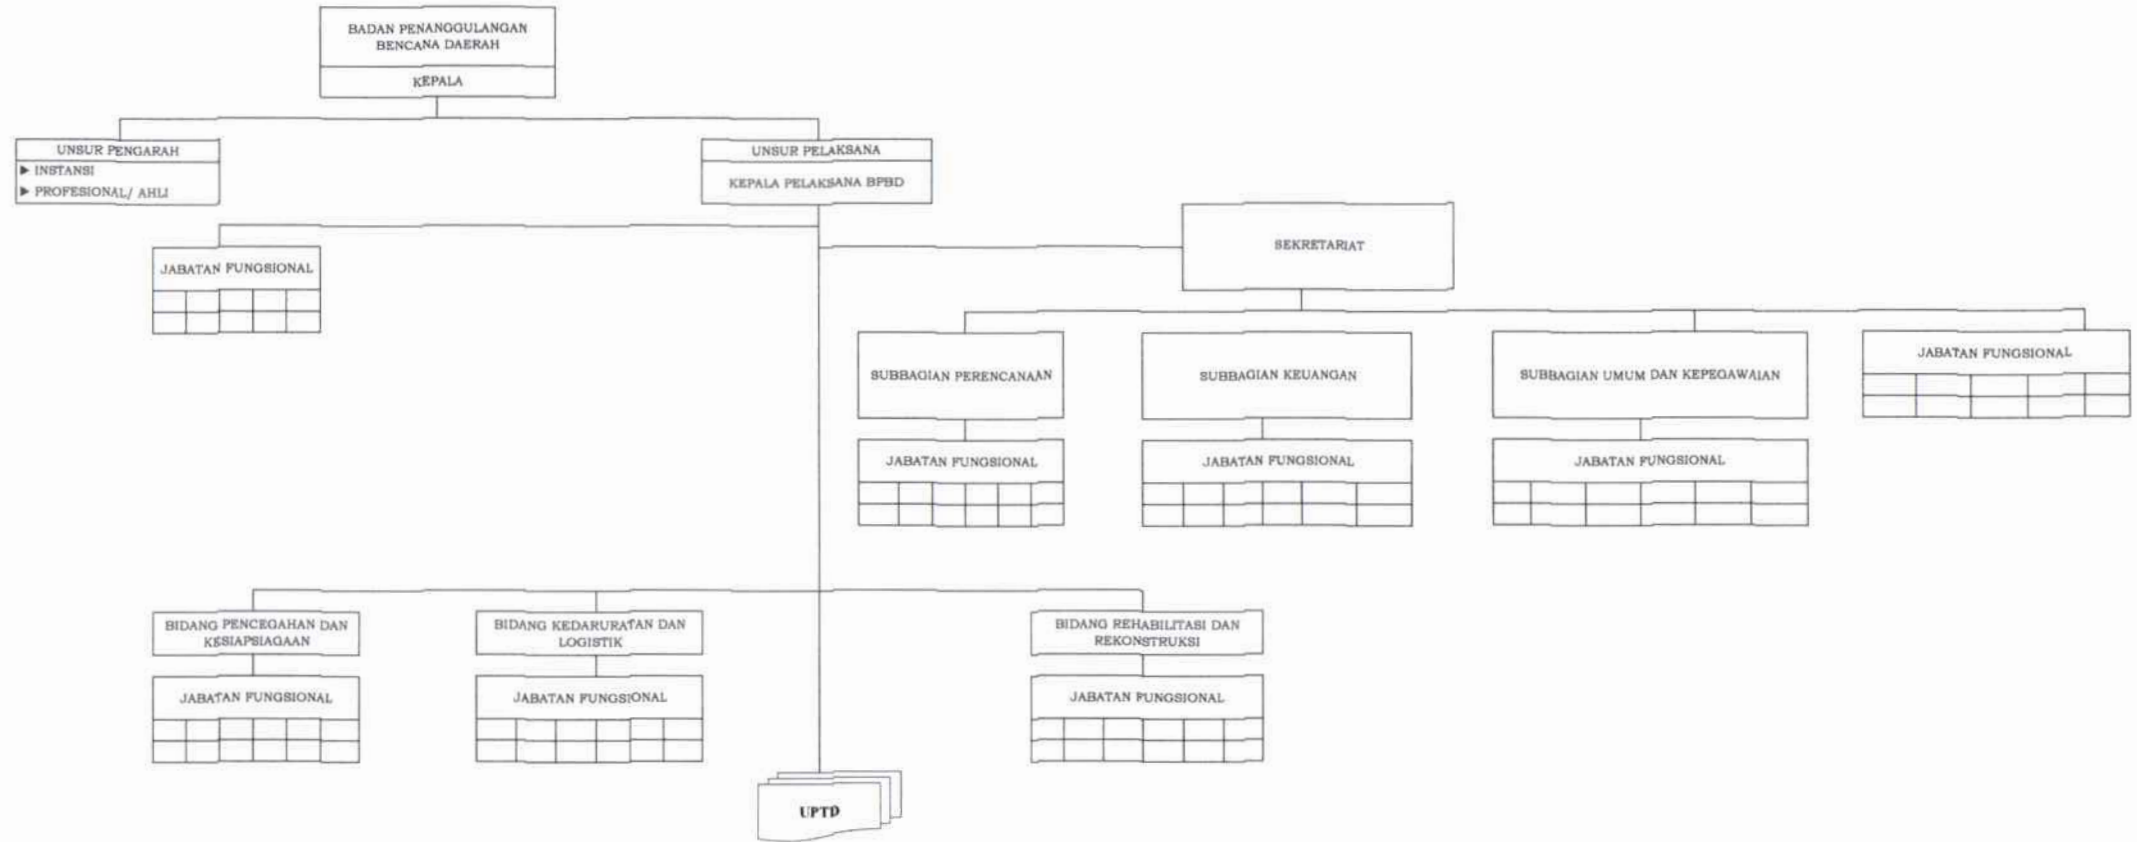 BADAN PENANGGULANGAN
BENCANA DAERAH
KEPALA
UNSUR PENGARAH
► INSTANSI
► PROFESIONAL/ AHLI
UNSUR PELAKSANA
KEPALA PELAKSANA BPBD
JABATAN FUNGSIONAL
SEKRETARIAT
SUBBAGIAN PERENCANAAN
SUBBAGIAN KEUANGAN
SUBBAGIAN UMUM DAN KEPEGAWAIAN
JABATAN FUNGSIONAL
JABATAN FUNGSIONAL
JABATAN FUNGSIONAL
JABATAN FUNGSIONAL
BIDANG PENCEGAHAN DAN
KESIAPSIAGAAN
BIDANG KEDARURATAN DAN
LOGISTIK
BIDANG REHABILITASI DAN
REKONSTRUKSI
JABATAN FUNGSIONAL
JABATAN FUNGSIONAL
JABATAN FUNGSIONAL
UPTD